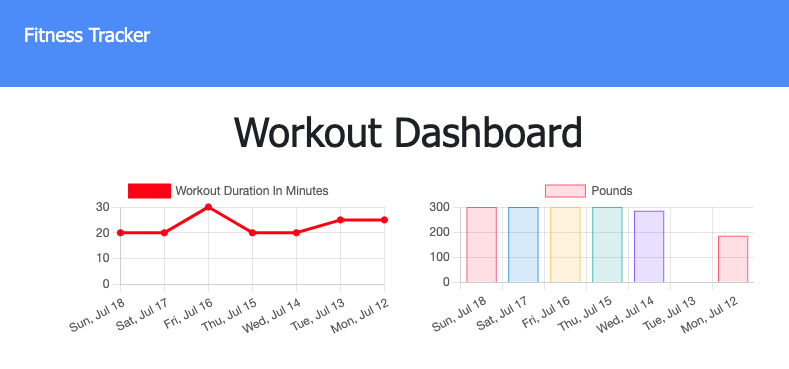 Fitness Tracker
Workout Dashboard
Workout Duration In Minutes
30
20
10
0
Sun, Jul 18
Sat, Jul 17
Fri, Jul 16
Thu, Jul 15
Wed, Jul 14
Tue, Jul 13
Mon, Jul 12
Pounds
300
200
100
0
Sun, Jul 18
Sat, Jul 17
Fri, Jul 16
Thu, Jul 15
Wed, Jul 14
Tue, Jul 13
Mon, Jul 12